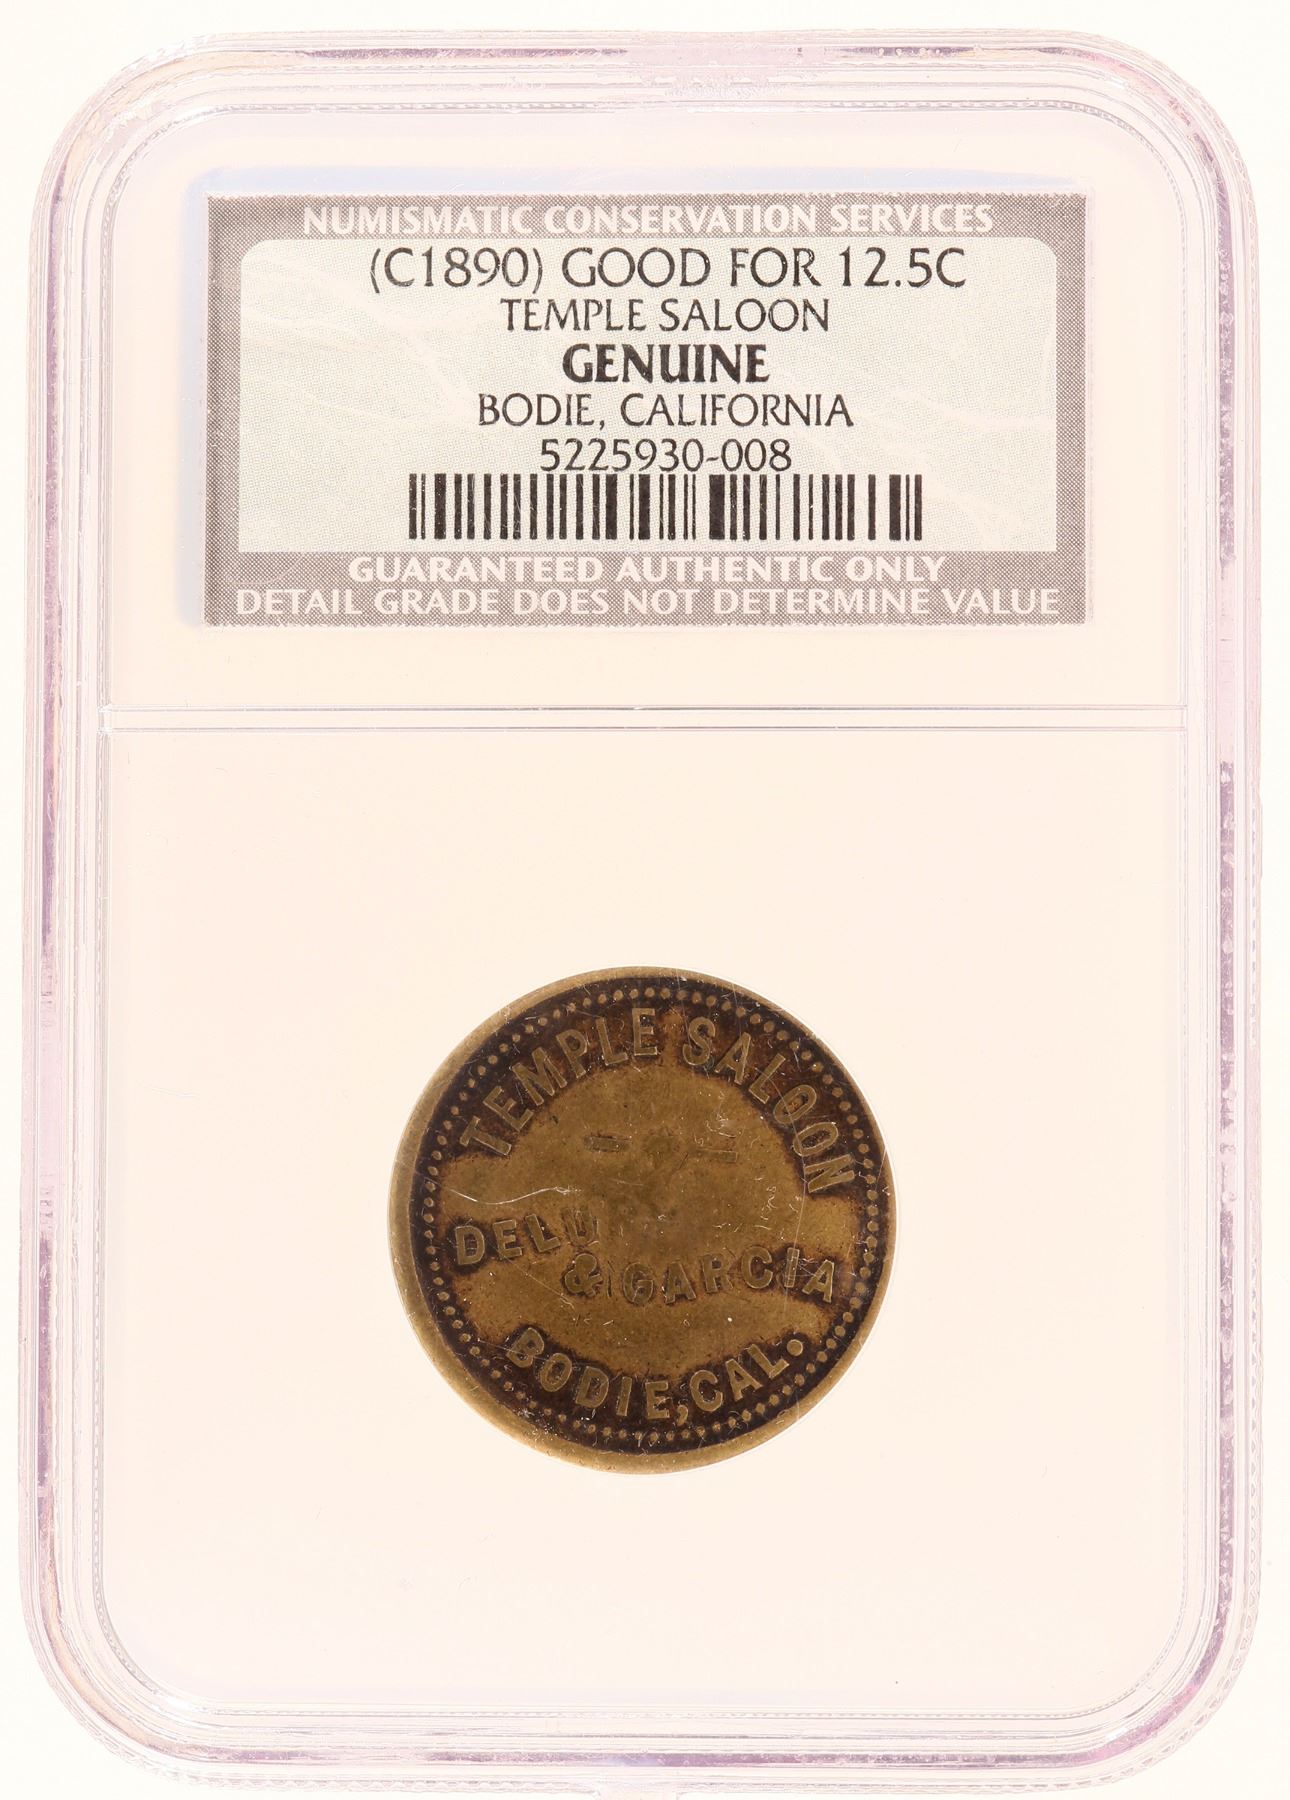 NUMISMATIC CONSERVATION SERVICES
(C1890) GOOD FOR 12.5C
TEMPLE SALOON
GENUINE
BODIE, CALIFORNIA
5225930-008
GUARANTEED AUTHENTIC ONLY
DETAIL GRADE DOES NOT DETERMINE VALUE
TEMPLE SALOON
DELU
& GARCIA
BODIE, CAL.